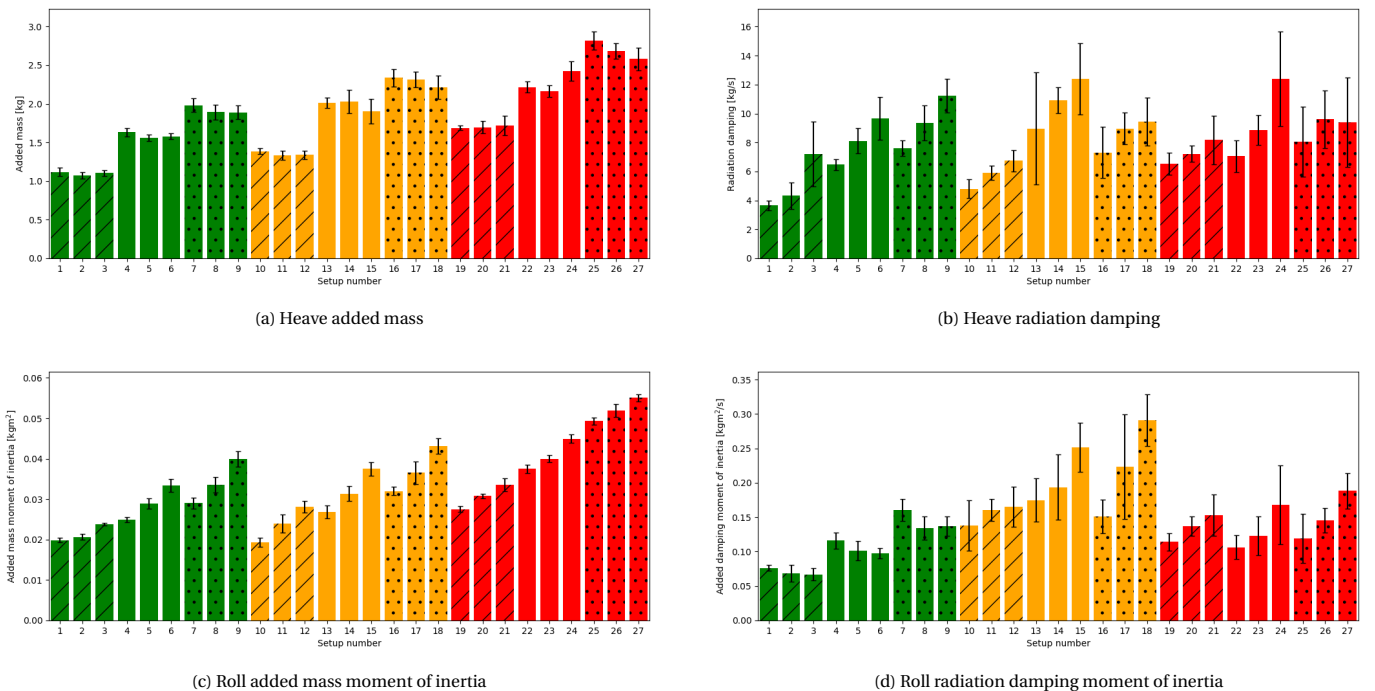 3.0
2.5
2.0
1.5
1.0
0.5
0.0
Added mass [kg]
1 2 3 4 5 6 7 8 9 10 11 12 13 14 15 16 17 18 19 20 21 22 23 24 25 26 27
Setup number
(a) Heave added mass
16
14
12
10
8
6
4
2
0
Radiation damping [kg/s]
1 2 3 4 5 6 7 8 9 10 11 12 13 14 15 16 17 18 19 20 21 22 23 24 25 26 27
Setup number
(b) Heave radiation damping
0.06
0.05
0.04
0.03
0.02
0.01
0.00
Added mass moment of inertia [kgm²]
1 2 3 4 5 6 7 8 9 10 11 12 13 14 15 16 17 18 19 20 21 22 23 24 25 26 27
Setup number
(c) Roll added mass moment of inertia
0.35
0.30
0.25
0.20
0.15
0.10
0.05
0.00
Added damping moment of inertia [kgm²/s]
1 2 3 4 5 6 7 8 9 10 11 12 13 14 15 16 17 18 19 20 21 22 23 24 25 26 27
Setup number
(d) Roll radiation damping moment of inertia